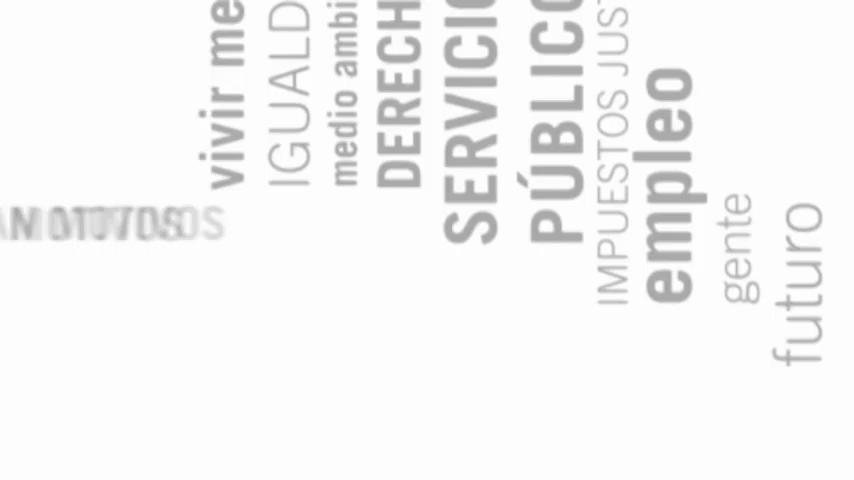 vivir me
IGUALD
medio ambi
DERECH
SERVICIO
PÚBLICO
IMPUESTOS JUST
empleo
gente
futuro